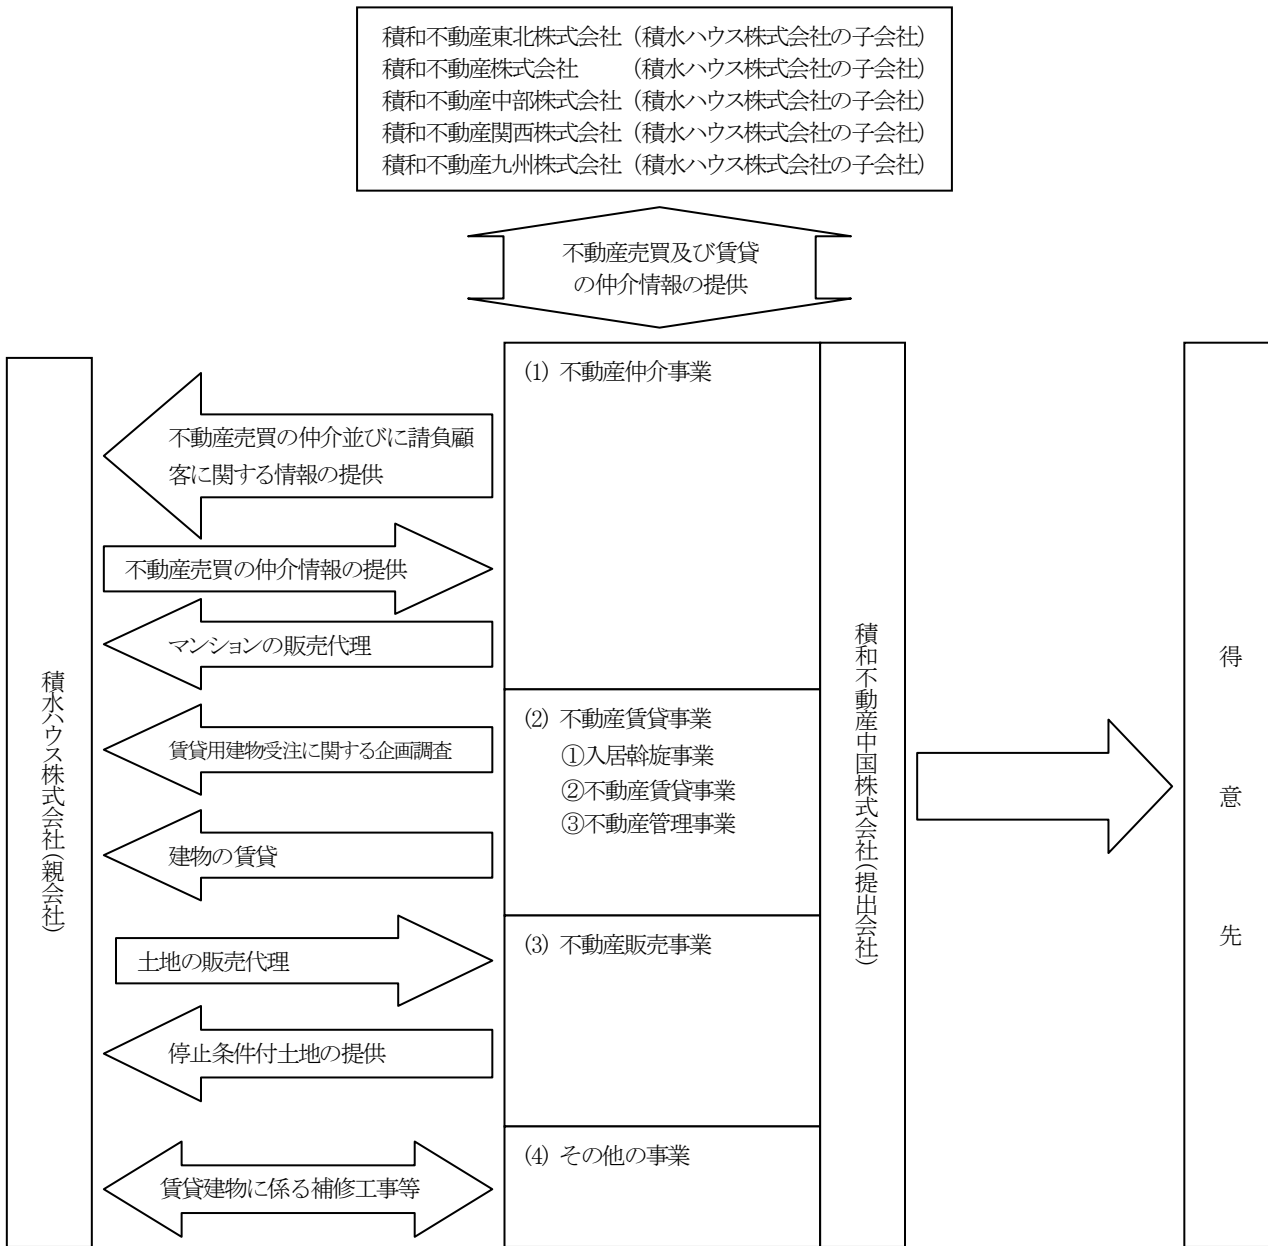 積和不動産東北株式会社（積水ハウス株式会社の子会社）
積和不動産株式会社　　（積水ハウス株式会社の子会社）
積和不動産中部株式会社（積水ハウス株式会社の子会社）
積和不動産関西株式会社（積水ハウス株式会社の子会社）
積和不動産九州株式会社（積水ハウス株式会社の子会社）
不動産売買及び賃貸
の仲介情報の提供
積水ハウス株式会社(親会社)
不動産売買の仲介並びに請負顧
客に関する情報の提供
不動産売買の仲介情報の提供
マンションの販売代理
賃貸用建物受注に関する企画調査
建物の賃貸
土地の販売代理
停止条件付土地の提供
賃貸建物に係る補修工事等
(1) 不動産仲介事業
(2) 不動産賃貸事業
①入居斡旋事業
②不動産賃貸事業
③不動産管理事業
(3) 不動産販売事業
(4) その他の事業
積和不動産中国株式会社(提出会社)
得意先